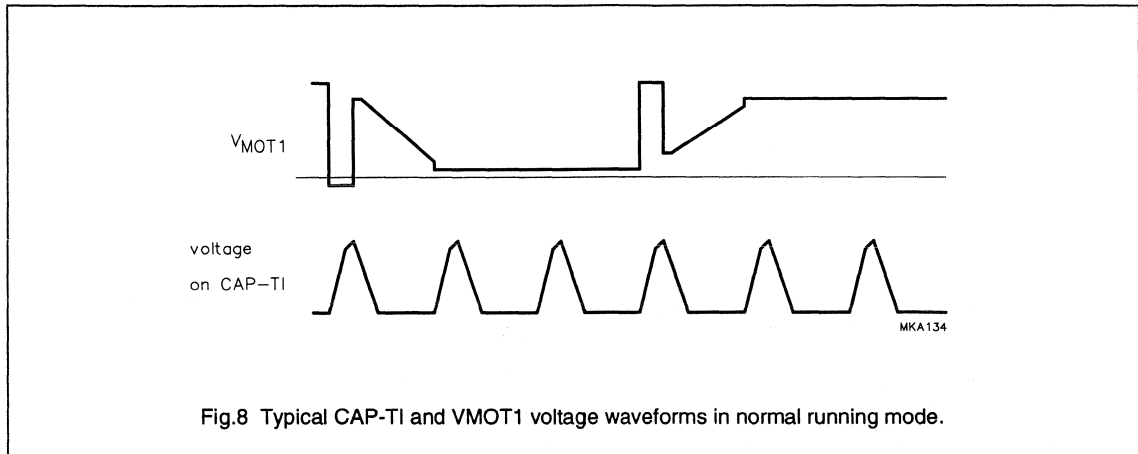 VMOT1
voltage
on CAP-TI
MKA134
Fig.8 Typical CAP-TI and VMOT1 voltage waveforms in normal running mode.